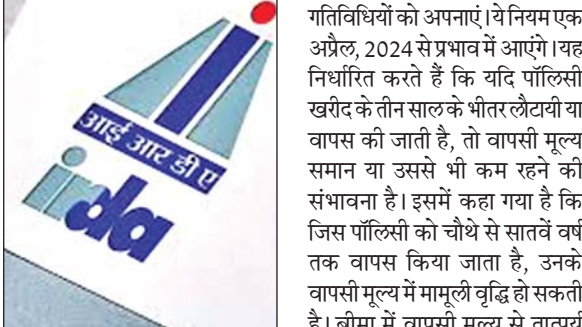 आई आर डी ए
irda
गतिविधियों को अपनाएं। ये नियम एक
अप्रैल, 2024 से प्रभाव में आएंगे। यह
निर्धारित करते हैं कि यदि पॉलिसी
खरीद के तीन साल के भीतर लौटायी या
वापस की जाती है, तो वापसी मूल्य
समान या उससे भी कम रहने की
संभावना है। इसमें कहा गया है कि
जिस पॉलिसी को चौथे से सातवें वर्ष
तक वापस किया जाता है, उनके
वापसी मूल्य में मामूली वृद्धि हो सकती
है। बीमा में वापसी मूल्य से तात्पर्य